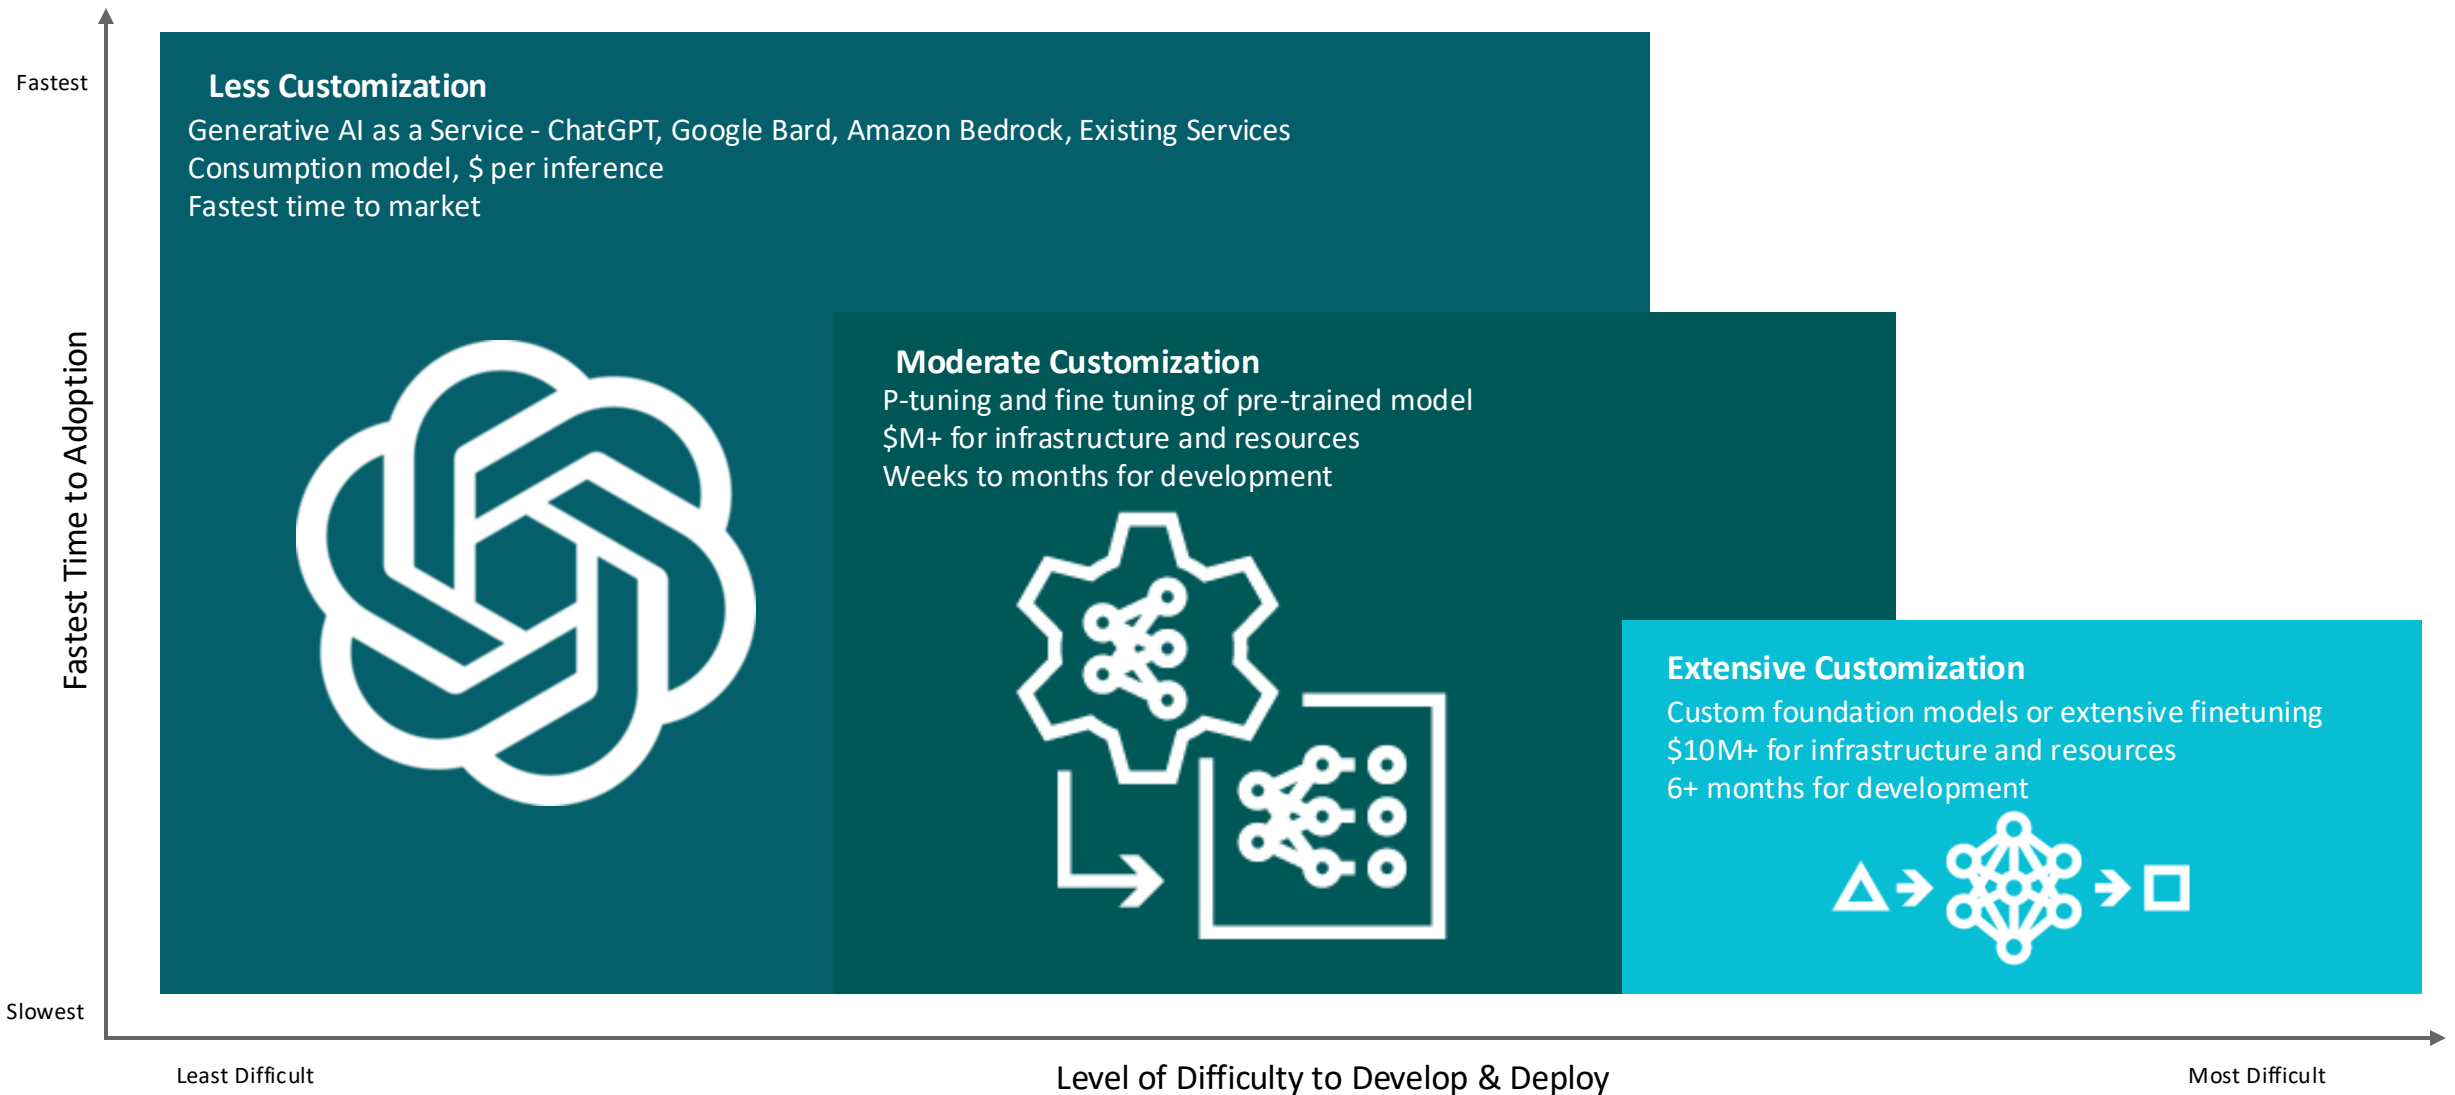 Fastest
Less Customization
Generative AI as a Service - ChatGPT, Google Bard, Amazon Bedrock, Existing Services
Consumption model, $ per inference
Fastest time to market
Fastest Time to Adoption
Moderate Customization
P-tuning and fine tuning of pre-trained model
$M+ for infrastructure and resources
Weeks to months for development
Extensive Customization
Custom foundation models or extensive finetuning
$10M+ for infrastructure and resources
6+ months for development
Slowest
Least Difficult
Level of Difficulty to Develop & Deploy
Most Difficult